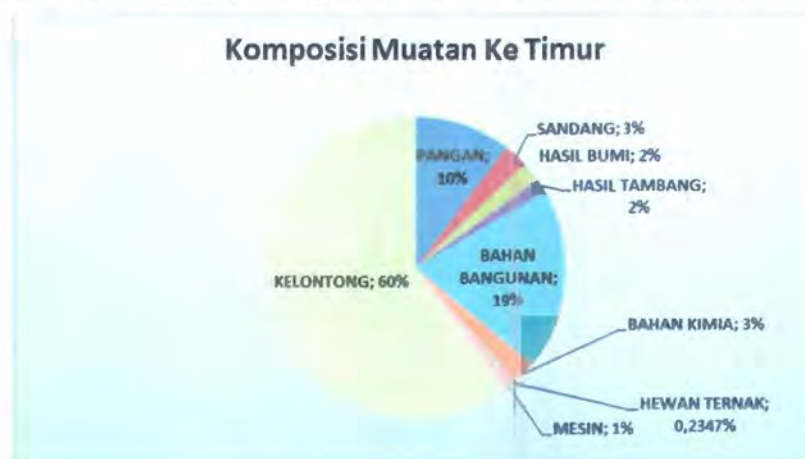 Komposisi Muatan Ke Timur
PANGAN;
10%
SANDANG; 3%
HASIL BUMI; 2%
HASIL TAMBANG;
2%
BAHAN
BANGUNAN;
19%
KELONTONG; 60%
BAHAN KIMIA; 3%
HEWAN TERNAK;
0,2347%
MESIN; 1%